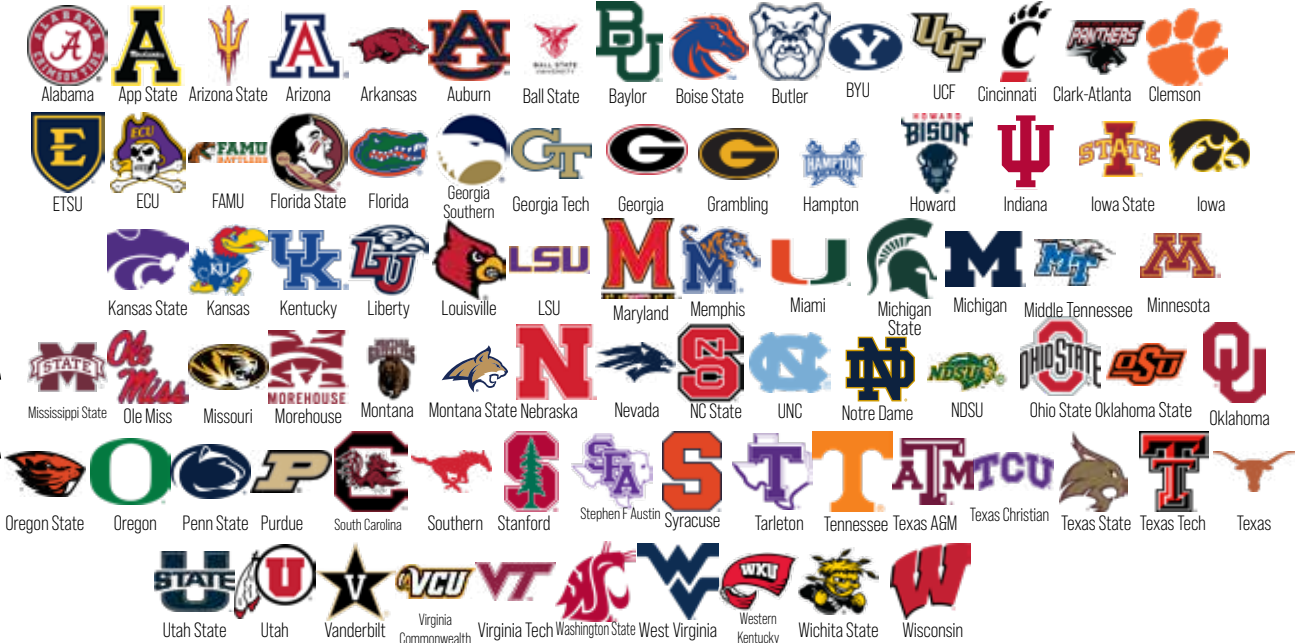 Alabama App State Arizona State Arizona Arkansas Auburn Ball State Baylor Boise State Butler BYU UCF Cincinnati Clark-Atlanta Clemson
ETSU ECU FAMU Florida State Florida Georgia Southern Georgia Tech Georgia Grambling Hampton Howard Indiana Iowa State Iowa
Kansas State Kansas Kentucky Liberty Louisville LSU Maryland Memphis Miami Michigan State Michigan Middle Tennessee Minnesota
Mississippi State Ole Miss Missouri Morehouse Montana Montana State Nebraska Nevada NC State UNC Notre Dame NDSU Ohio State Oklahoma State Oklahoma
Oregon State Oregon Penn State Purdue South Carolina Southern Stanford Stephen F Austin Syracuse Tarleton Tennessee Texas A&M Texas Christian Texas State Texas Tech Texas
Utah State Utah Vanderbilt Virginia Commonwealth Virginia Tech Washington State West Virginia Western Kentucky Wichita State Wisconsin